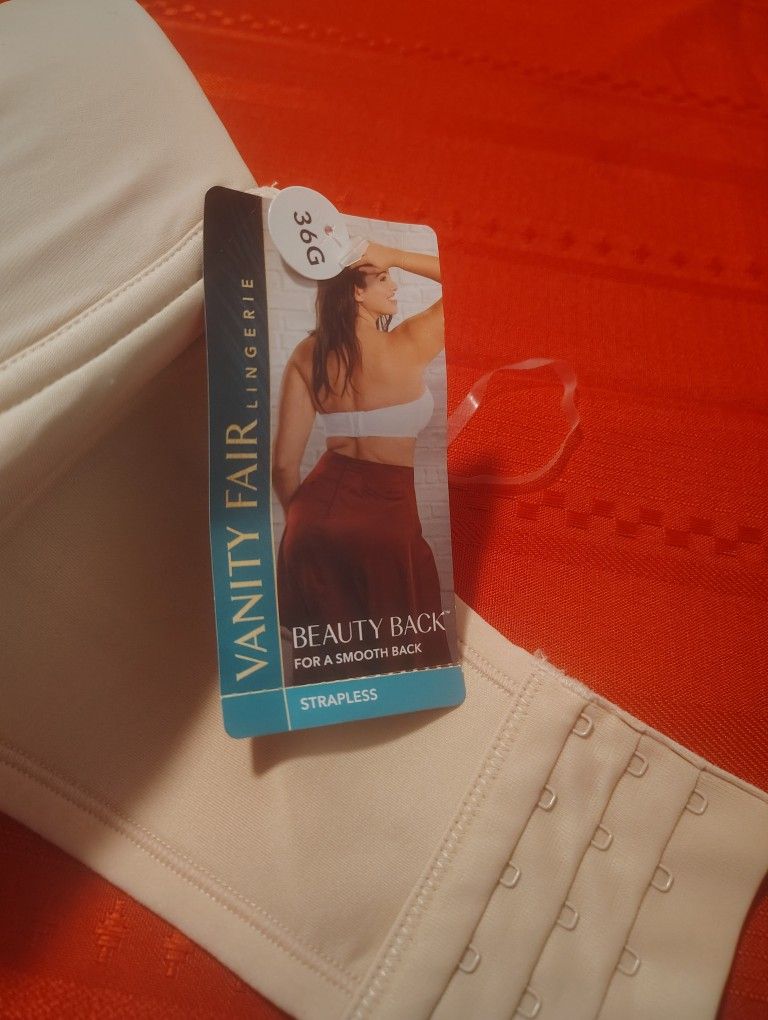 36G
VANITY FAIR LINGERIE
BEAUTY BACK™
FOR A SMOOTH BACK
STRAPLESS